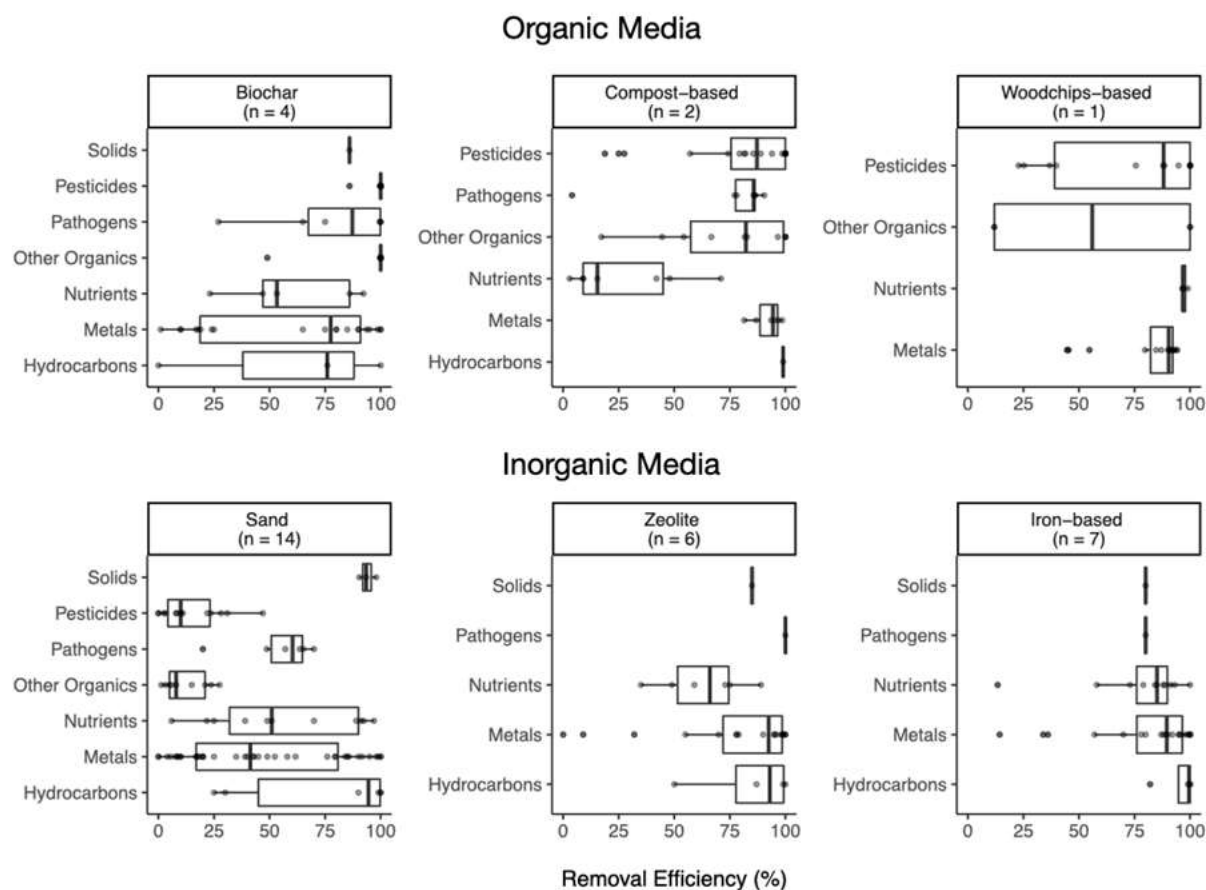 Organic Media
Biochar
(n = 4)
Solids
Pesticides
Pathogens
Other Organics
Nutrients
Metals
Hydrocarbons
0 25 50 75 100
Compost−based
(n = 2)
Pesticides
Pathogens
Other Organics
Nutrients
Metals
Hydrocarbons
0 25 50 75 100
Woodchips−based
(n = 1)
Pesticides
Other Organics
Nutrients
Metals
0 25 50 75 100
Inorganic Media
Sand
(n = 14)
Solids
Pesticides
Pathogens
Other Organics
Nutrients
Metals
Hydrocarbons
0 25 50 75 100
Zeolite
(n = 6)
Solids
Pathogens
Nutrients
Metals
Hydrocarbons
0 25 50 75 100
Iron−based
(n = 7)
Solids
Pathogens
Nutrients
Metals
Hydrocarbons
0 25 50 75 100
Removal Efficiency (%)